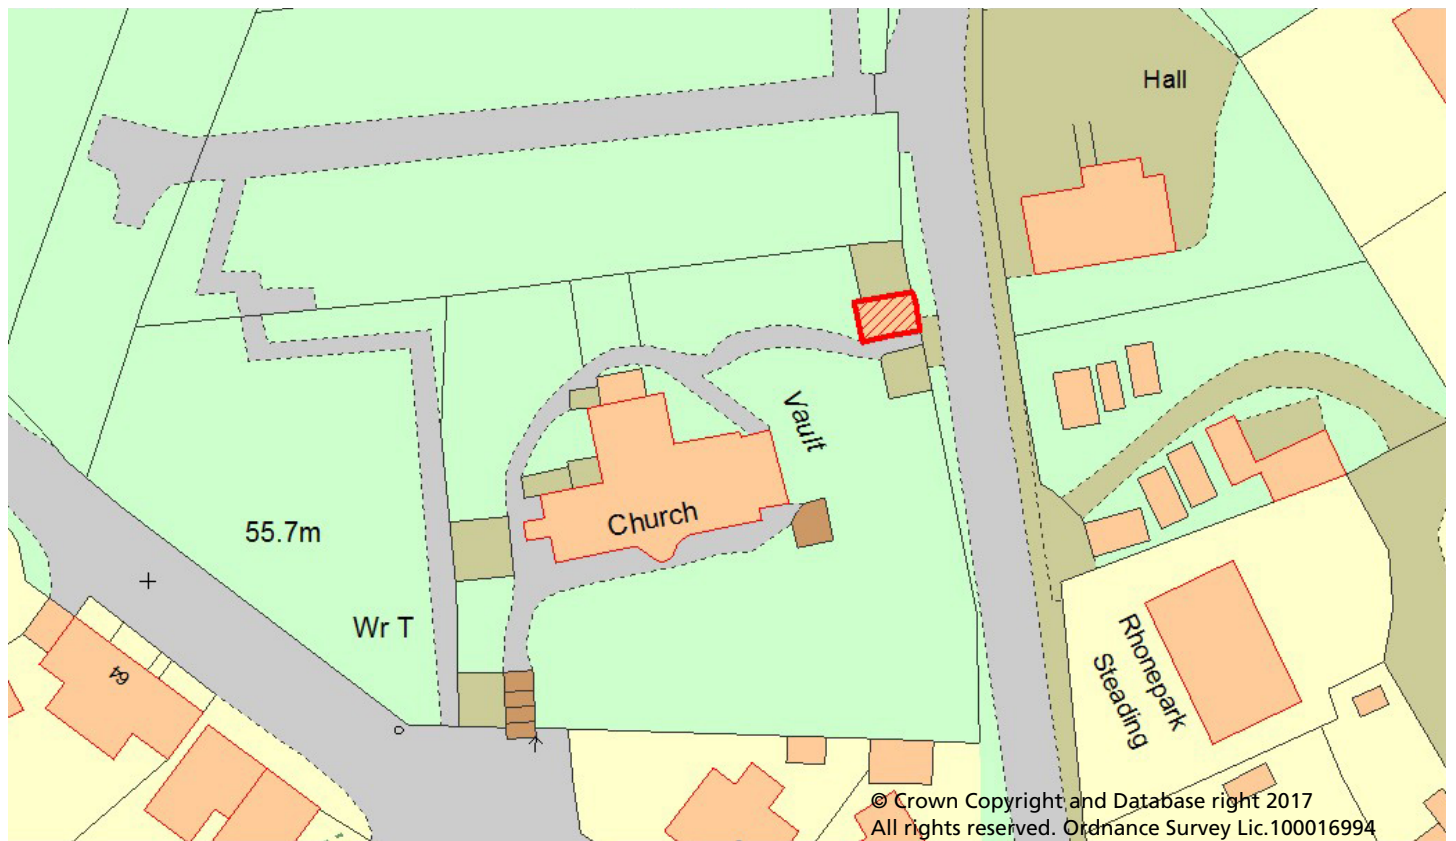 Hall
Vault
Church
55.7m
Wr T
64
Rhonepark
Steading
© Crown Copyright and Database right 2017
All rights reserved. Ordnance Survey Lic.100016994